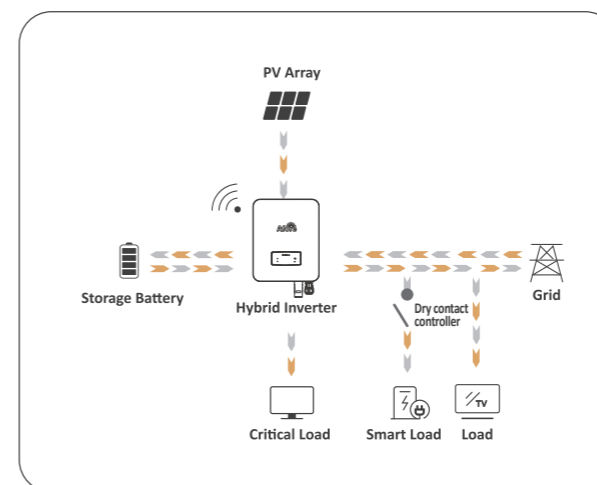 PV Array
Storage Battery
Hybrid Inverter
Grid
Dry contact
controller
TV
Critical Load
Smart Load
Load